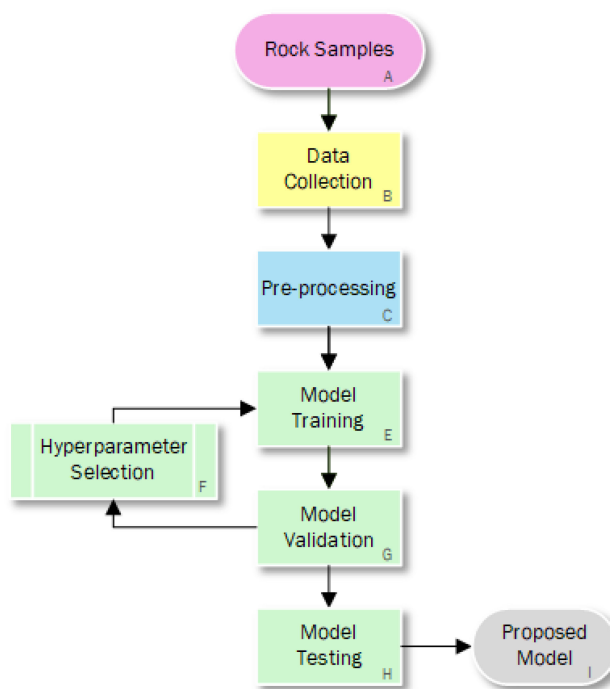 Rock Samples
A
Data
Collection
B
Pre-processing
C
Model
Training
E
Hyperparameter
Selection
F
Model
Validation
G
Model
Testing
H
Proposed
Model
I